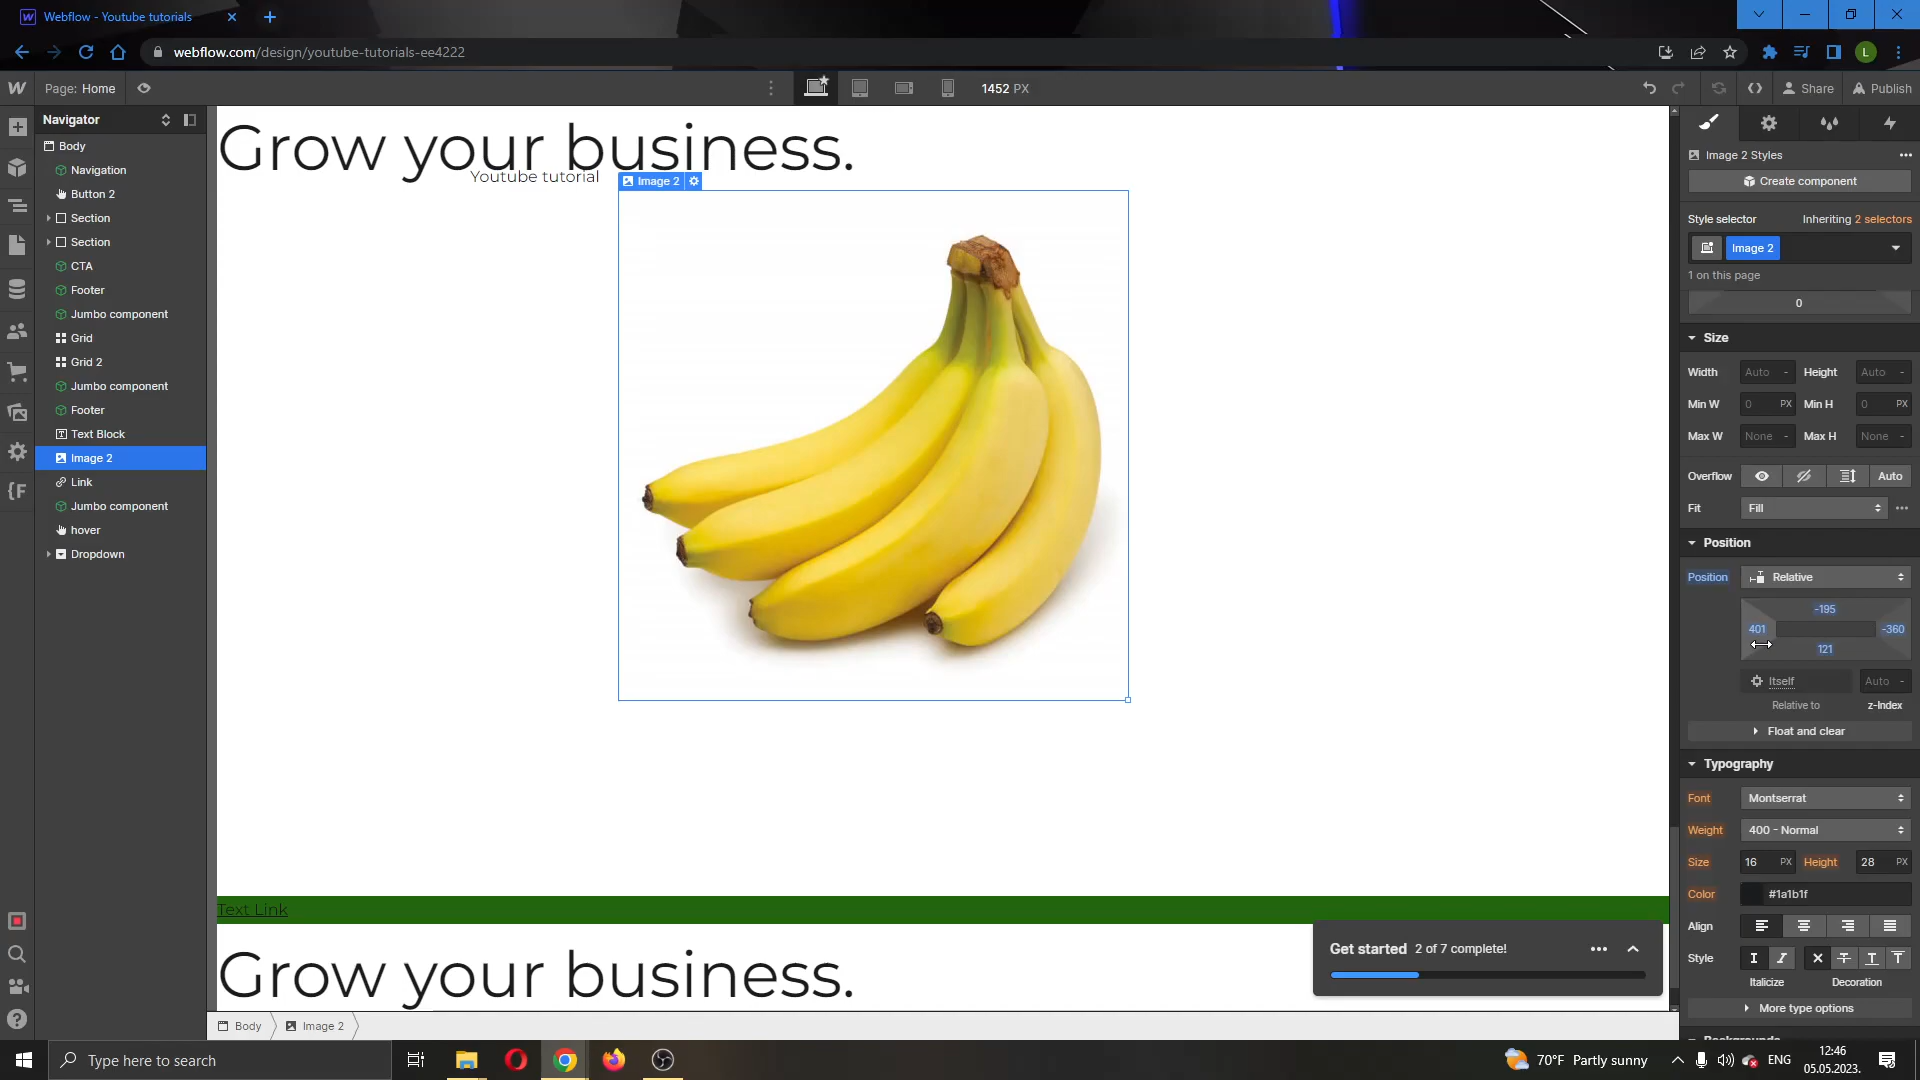 Webflow - Youtube tutorials
webflow.com/design/youtube-tutorials-ee4222
L
Page: Home
1452 PX
Share
Publish
Navigator
Body
Navigation
Button 2
Section
Section
CTA
Footer
Jumbo component
Grid
Grid 2
Jumbo component
Footer
Text Block
Image 2
Link
Jumbo component
hover
Dropdown
Grow your business.
Youtube tutorial
Image 2
Text Link
Grow your business.
Get started 2 of 7 complete!
Body
Image 2
Image 2 Styles
Create component
Style selector Inheriting 2 selectors
Image 2
1 on this page
0
Size
Width Auto - Height Auto -
Min W 0 PX Min H 0 PX
Max W None - Max H None -
Overflow Auto
Fit Fill
Position
Position Relative
-195
401 -360
121
Itself Auto -
Relative to z-Index
Float and clear
Typography
Font Montserrat
Weight 400 - Normal
Size 16 PX Height 28 PX
Color #1a1b1f
Align
Style
Italicize Decoration
More type options
Backgrounds
Type here to search
70°F Partly sunny
ENG
12:46
05.05.2023.